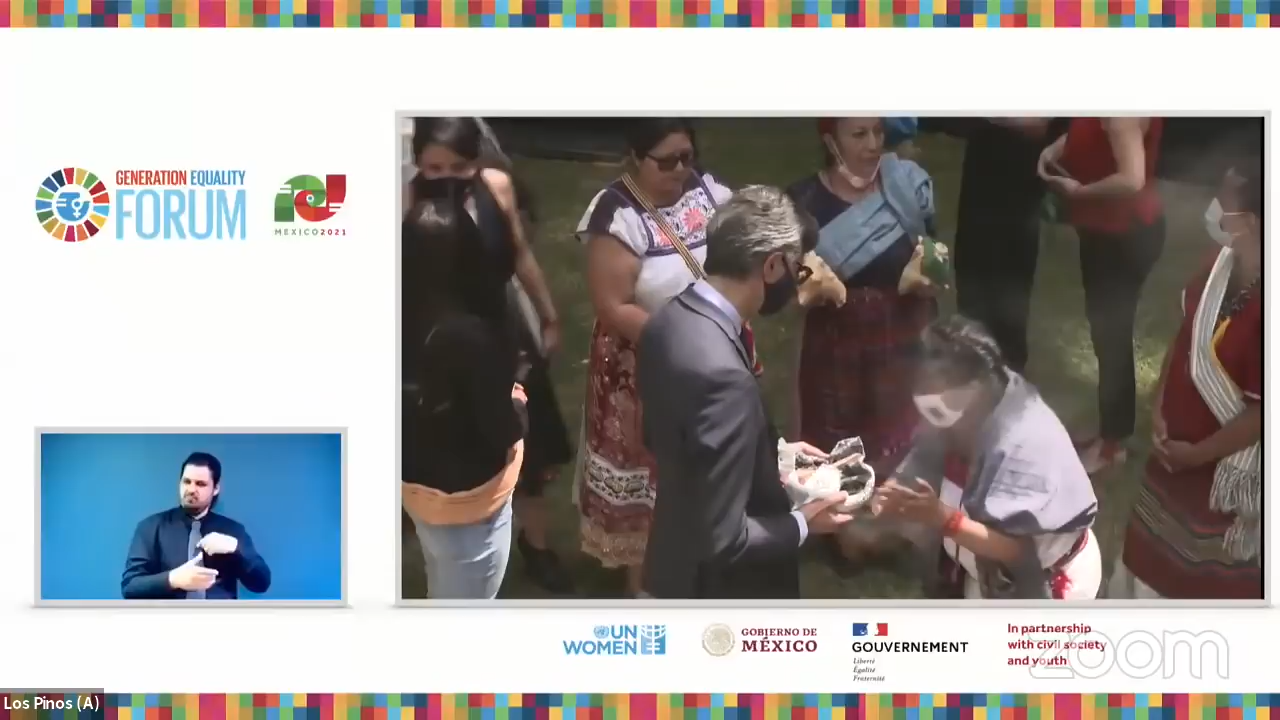 GENERATION EQUALITY
FORUM
MEXICO2021
UN
WOMEN
GOBIERNO DE
MÉXICO
GOUVERNEMENT
Liberté
Égalité
Fraternité
In partnership
with civil society
and youth
zoom
Los Pinos (A)